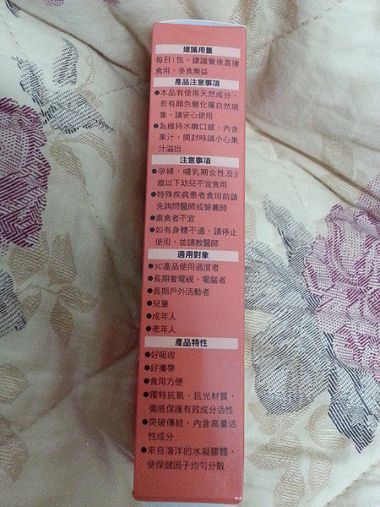 建議用量
每日1包，建議餐後直接
食用，多食無益
產品注意事項
●本品有使用天然成分，
若有顏色變化屬自然現
象，請安心使用
●為維持水嫩口感，內含
果汁，開封時請小心果
汁溢出
注意事項
●孕婦、哺乳期女性及3
歲以下幼兒不宜食用
●特殊疾病患者食用前請
先詢問醫師或營養師
●素食者不宜
●如有身體不適，請停止
使用，並請教醫師
適用對象
●3C產品使用過度者
●長期看電視、電腦者
●長期戶外活動者
●兒童
●成年人
●老年人
產品特性
●好吸收
●好攜帶
●食用方便
●獨特抗氧、抗光材質，
徹底保護有效成分活性
●突破傳統，內含高量活
性成分
●來自海洋的水凝膠體，
使保健因子均勻分散